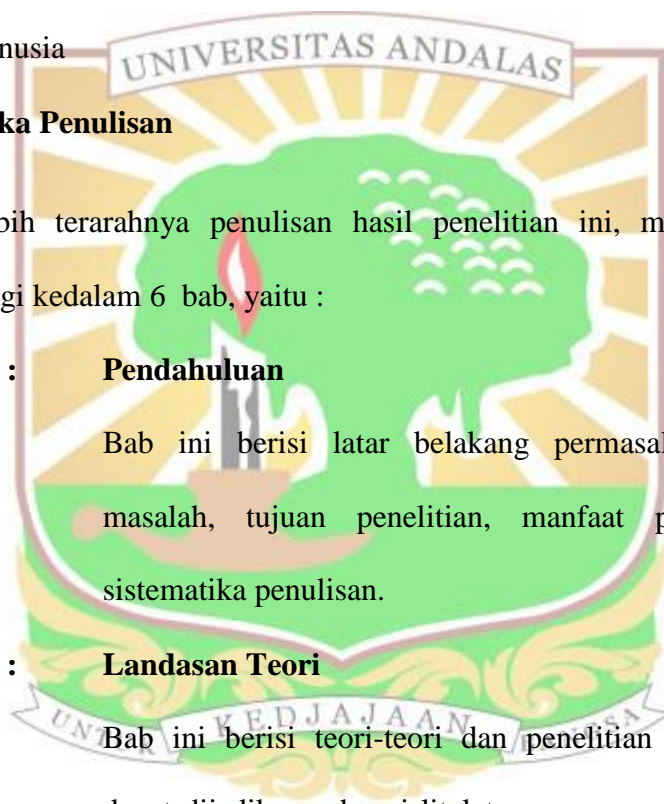 nusia
UNIVERSITAS ANDALAS
ka Penulisan
bih terarahnya penulisan hasil penelitian ini, m
gi kedalam 6 bab, yaitu :
: Pendahuluan
Bab ini berisi latar belakang permasal
masalah, tujuan penelitian, manfaat p
sistematika penulisan.
: Landasan Teori
KEDJAJAAN
Bab ini berisi teori-teori dan penelitian